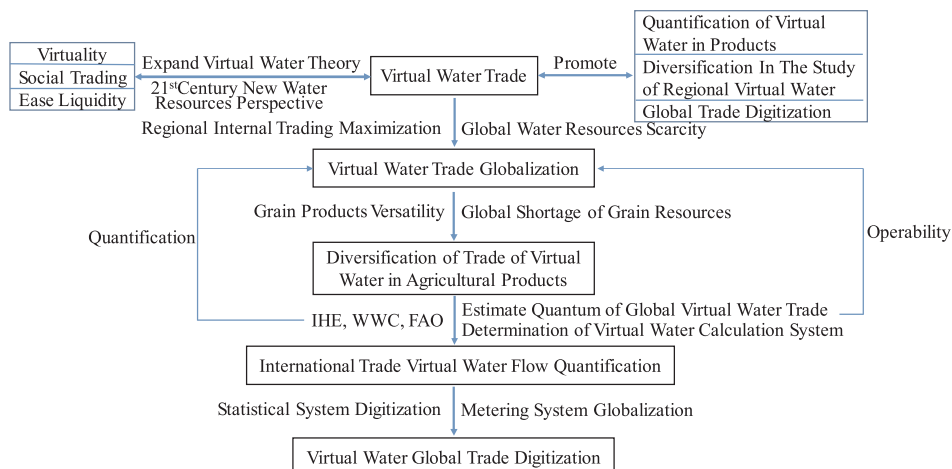 Virtuality
Social Trading
Ease Liquidity
Expand Virtual Water Theory
21stCentury New Water
Resources Perspective
Virtual Water Trade
Promote
Quantification of Virtual
Water in Products
Diversification In The Study
of Regional Virtual Water
Global Trade Digitization
Regional Internal Trading Maximization
Global Water Resources Scarcity
Virtual Water Trade Globalization
Grain Products Versatility
Global Shortage of Grain Resources
Quantification
Operability
Diversification of Trade of Virtual
Water in Agricultural Products
IHE, WWC, FAO
Estimate Quantum of Global Virtual Water Trade
Determination of Virtual Water Calculation System
International Trade Virtual Water Flow Quantification
Statistical System Digitization
Metering System Globalization
Virtual Water Global Trade Digitization